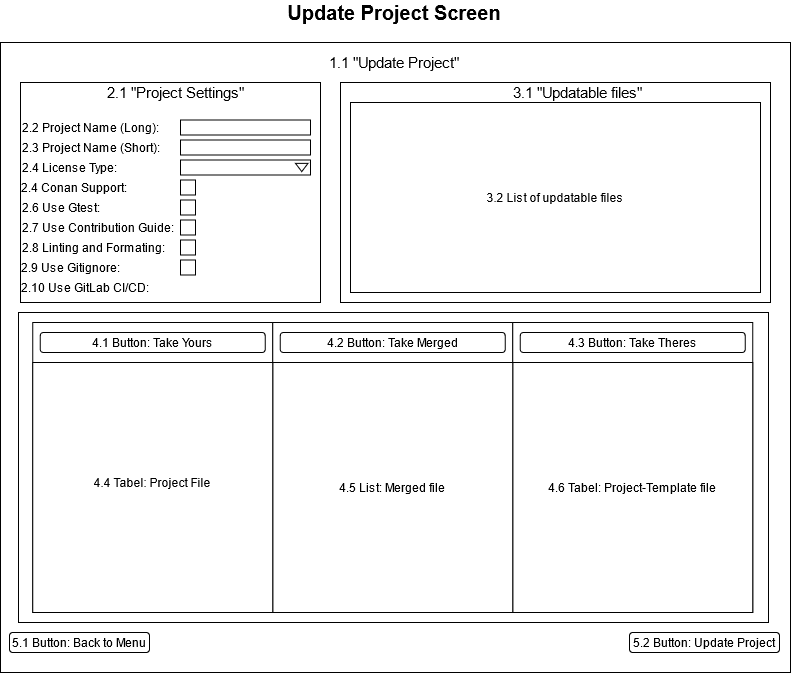 Update Project Screen
1.1 "Update Project"
2.1 "Project Settings"
2.2 Project Name (Long):
2.3 Project Name (Short):
2.4 License Type:
2.4 Conan Support:
2.6 Use Gtest:
2.7 Use Contribution Guide:
2.8 Linting and Formating:
2.9 Use Gitignore:
2.10 Use GitLab CI/CD:
3.1 "Updatable files"
3.2 List of updatable files
4.1 Button: Take Yours
4.2 Button: Take Merged
4.3 Button: Take Theres
4.4 Tabel: Project File
4.5 List: Merged file
4.6 Tabel: Project-Template file
5.1 Button: Back to Menu
5.2 Button: Update Project